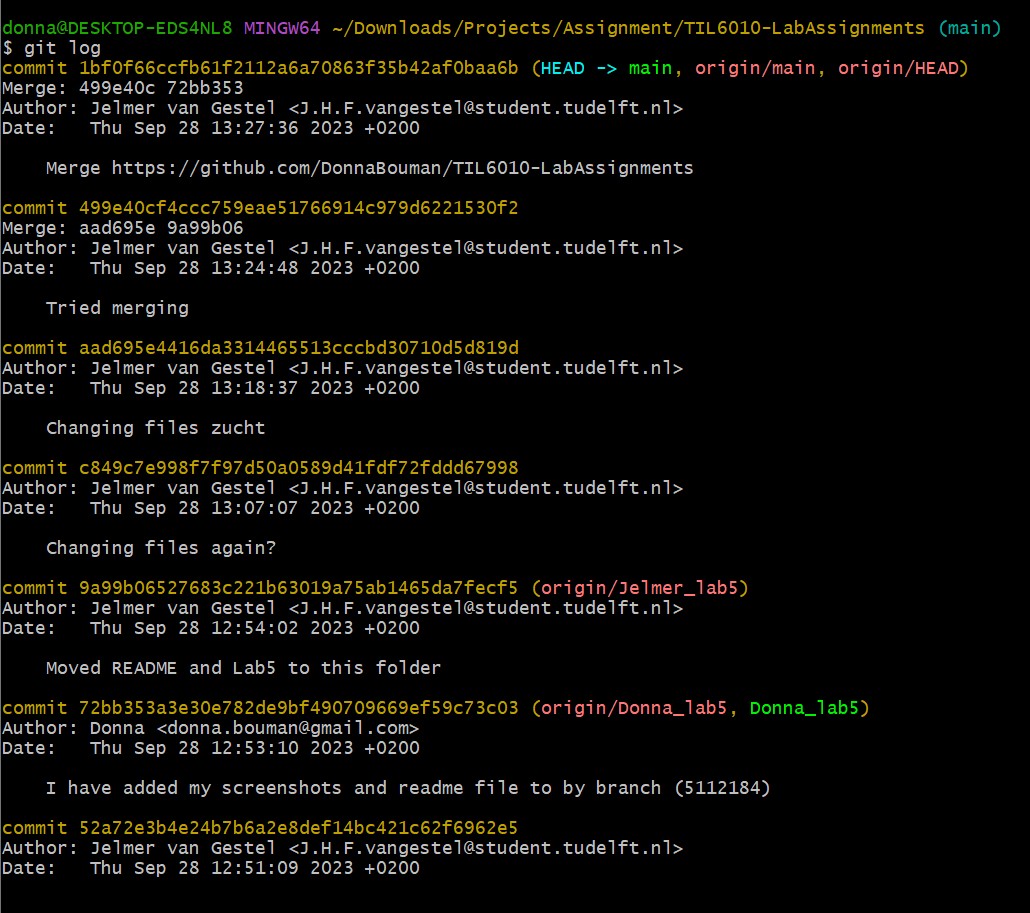 donna@DESKTOP-EDS4NL8 MINGW64 ~/Downloads/Projects/Assignment/TIL6010-LabAssignments (main)
$ git log
commit 1bf0f66ccfb61f2112a6a70863f35b42af0baa6b (HEAD -> main, origin/main, origin/HEAD)
Merge: 499e40c 72bb353
Author: Jelmer van Gestel <J.H.F.vangestel@student.tudelft.nl>
Date:   Thu Sep 28 13:27:36 2023 +0200
    Merge https://github.com/DonnaBouman/TIL6010-LabAssignments
commit 499e40cf4ccc759eae51766914c979d6221530f2
Merge: aad695e 9a99b06
Author: Jelmer van Gestel <J.H.F.vangestel@student.tudelft.nl>
Date:   Thu Sep 28 13:24:48 2023 +0200
    Tried merging
commit aad695e4416da3314465513cccbd30710d5d819d
Author: Jelmer van Gestel <J.H.F.vangestel@student.tudelft.nl>
Date:   Thu Sep 28 13:18:37 2023 +0200
    Changing files zucht
commit c849c7e998f7f97d50a0589d41fdf72fddd67998
Author: Jelmer van Gestel <J.H.F.vangestel@student.tudelft.nl>
Date:   Thu Sep 28 13:07:07 2023 +0200
    Changing files again?
commit 9a99b06527683c221b63019a75ab1465da7fecf5 (origin/Jelmer_lab5)
Author: Jelmer van Gestel <J.H.F.vangestel@student.tudelft.nl>
Date:   Thu Sep 28 12:54:02 2023 +0200
    Moved README and Lab5 to this folder
commit 72bb353a3e30e782de9bf490709669ef59c73c03 (origin/Donna_lab5, Donna_lab5)
Author: Donna <donna.bouman@gmail.com>
Date:   Thu Sep 28 12:53:10 2023 +0200
    I have added my screenshots and readme file to by branch (5112184)
commit 52a72e3b4e24b7b6a2e8def14bc421c62f6962e5
Author: Jelmer van Gestel <J.H.F.vangestel@student.tudelft.nl>
Date:   Thu Sep 28 12:51:09 2023 +0200